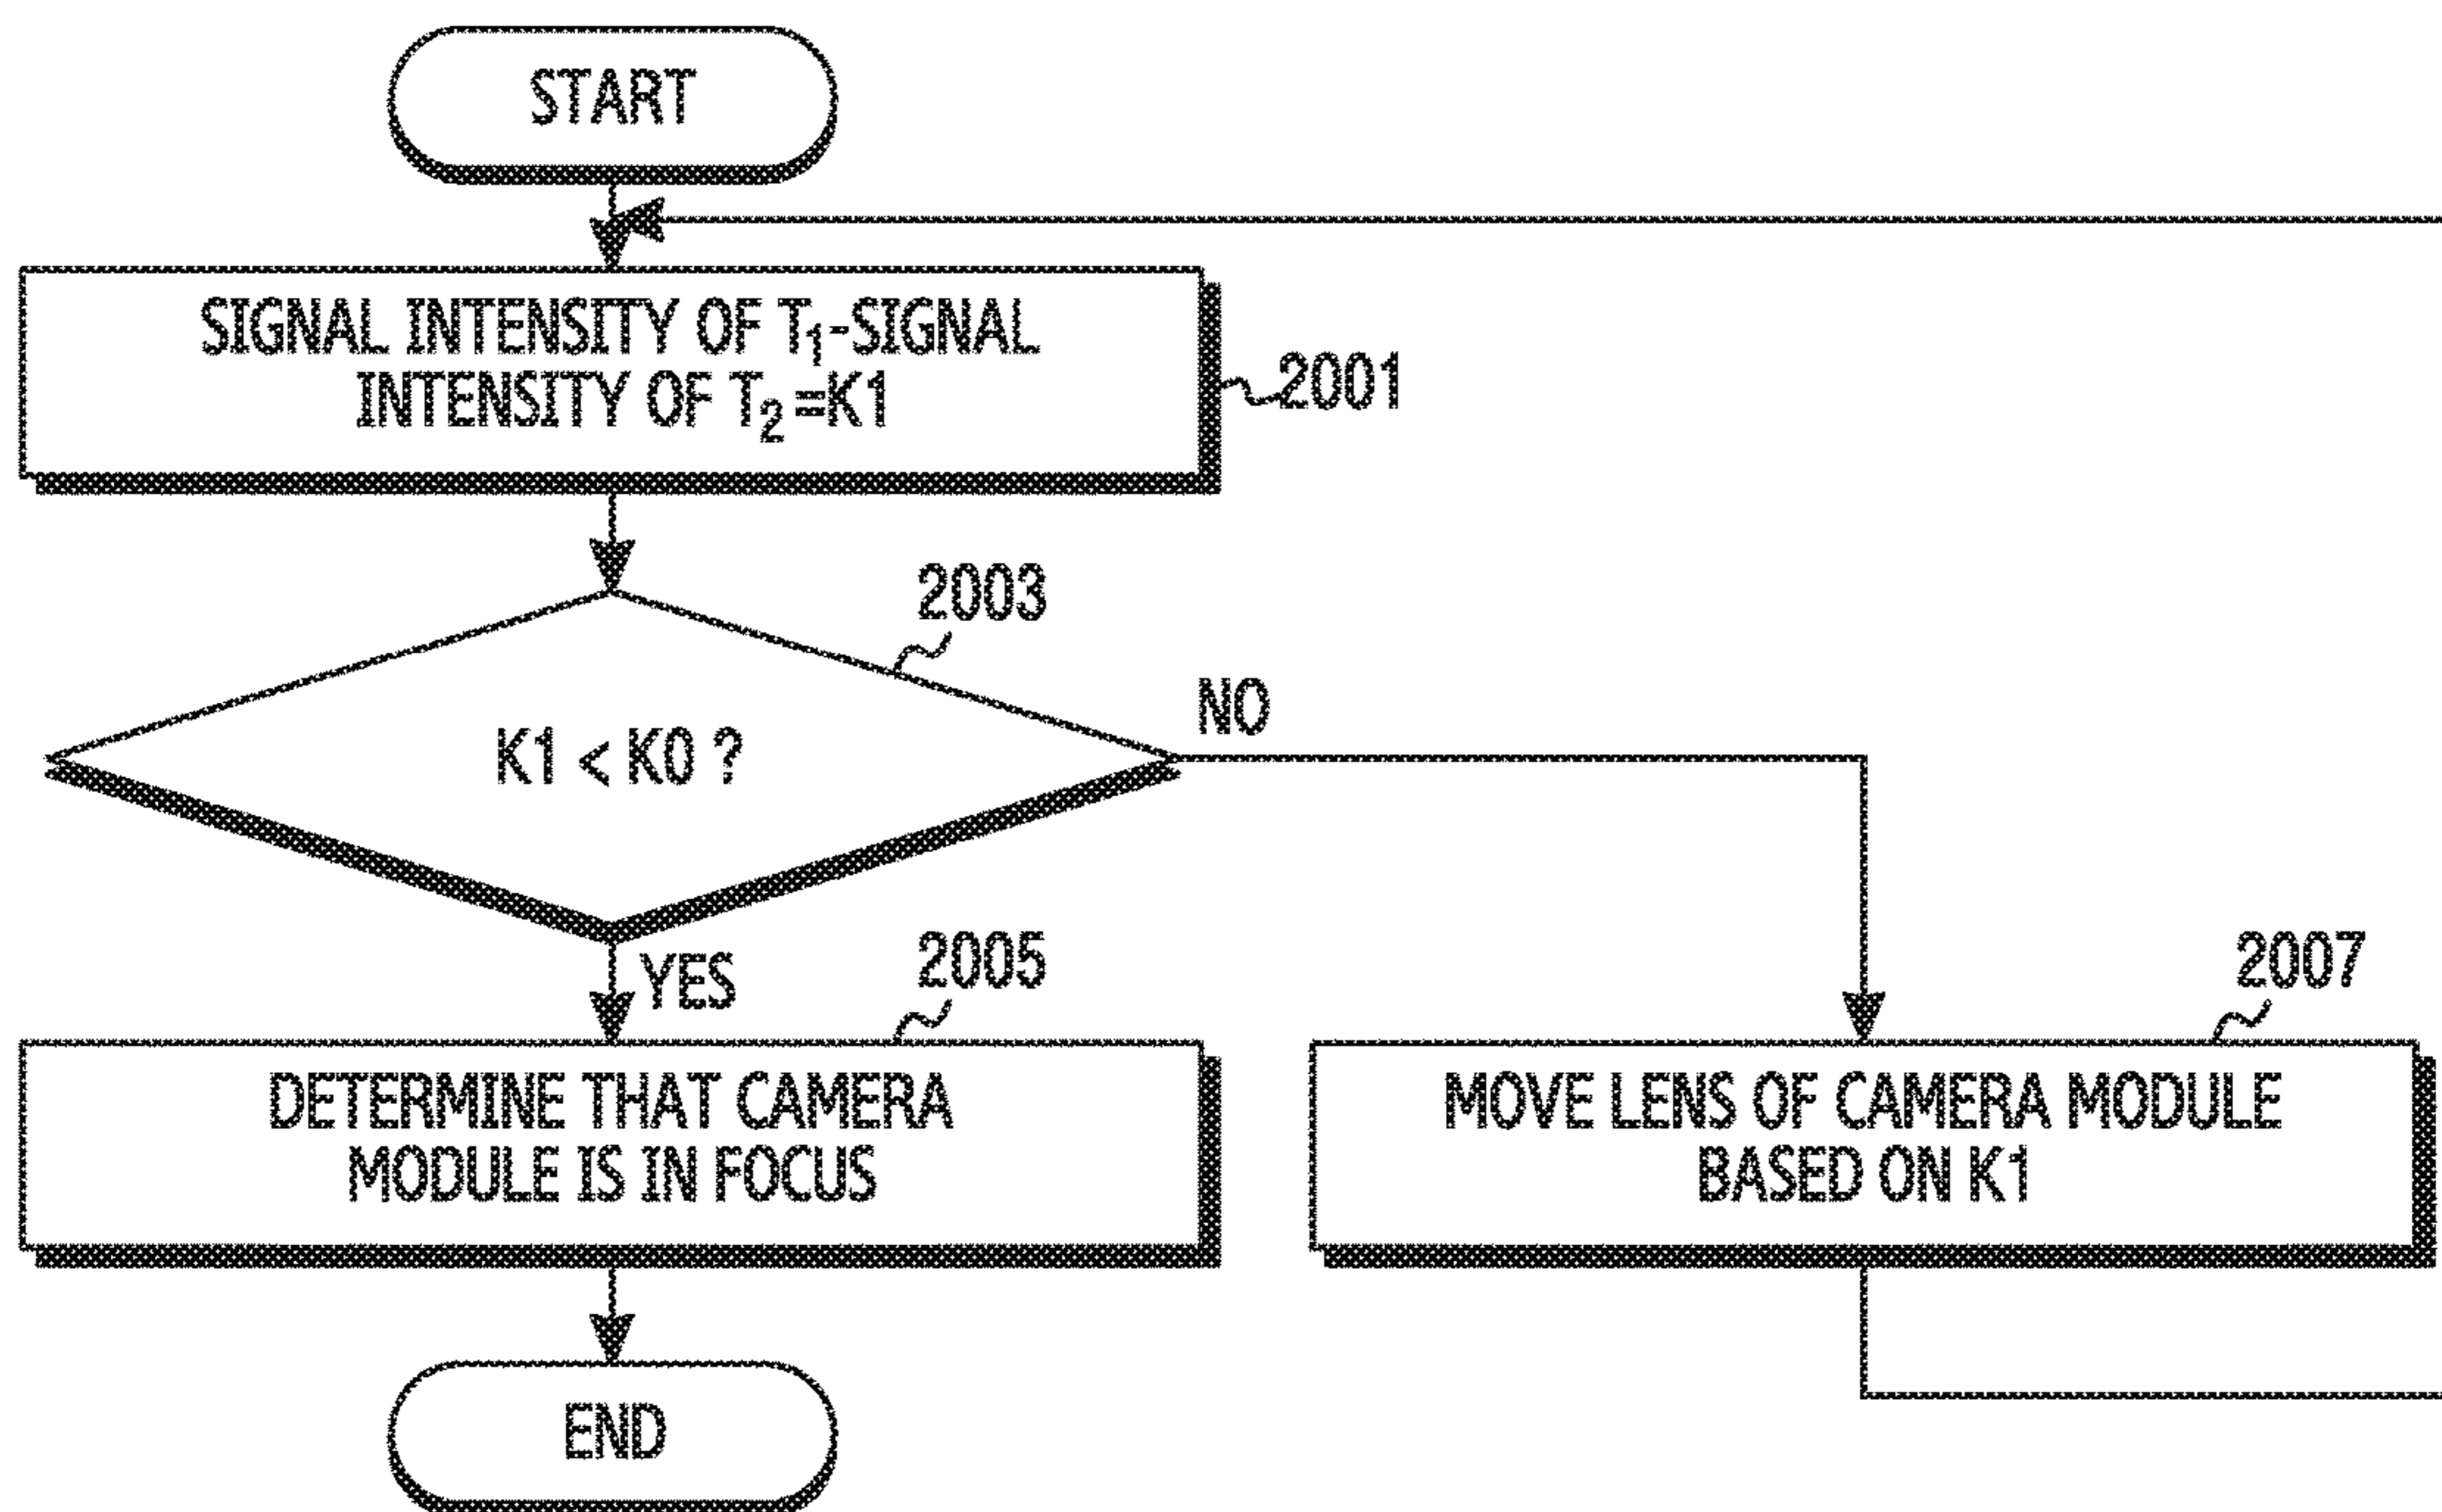 START
SIGNAL INTENSITY OF T₁-SIGNAL
INTENSITY OF T₂=K1
2001
2003
K1 < K0 ?
NO
YES
2005
2007
DETERMINE THAT CAMERA
MODULE IS IN FOCUS
MOVE LENS OF CAMERA MODULE
BASED ON K1
END